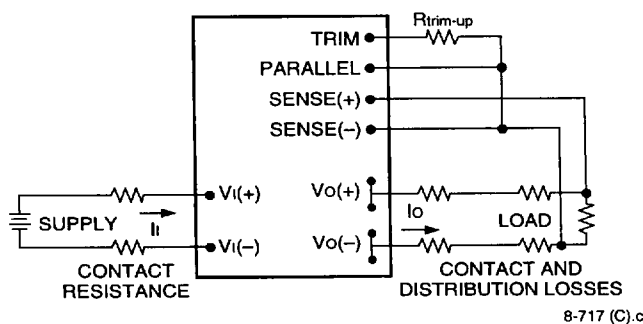 TRIM
Rtrim-up
PARALLEL
SENSE(+)
SENSE(–)
SUPPLY
II
VI(+)
VI(–)
CONTACT
RESISTANCE
VO(+)
VO(–)
IO
LOAD
CONTACT AND
DISTRIBUTION LOSSES
8-717 (C).c